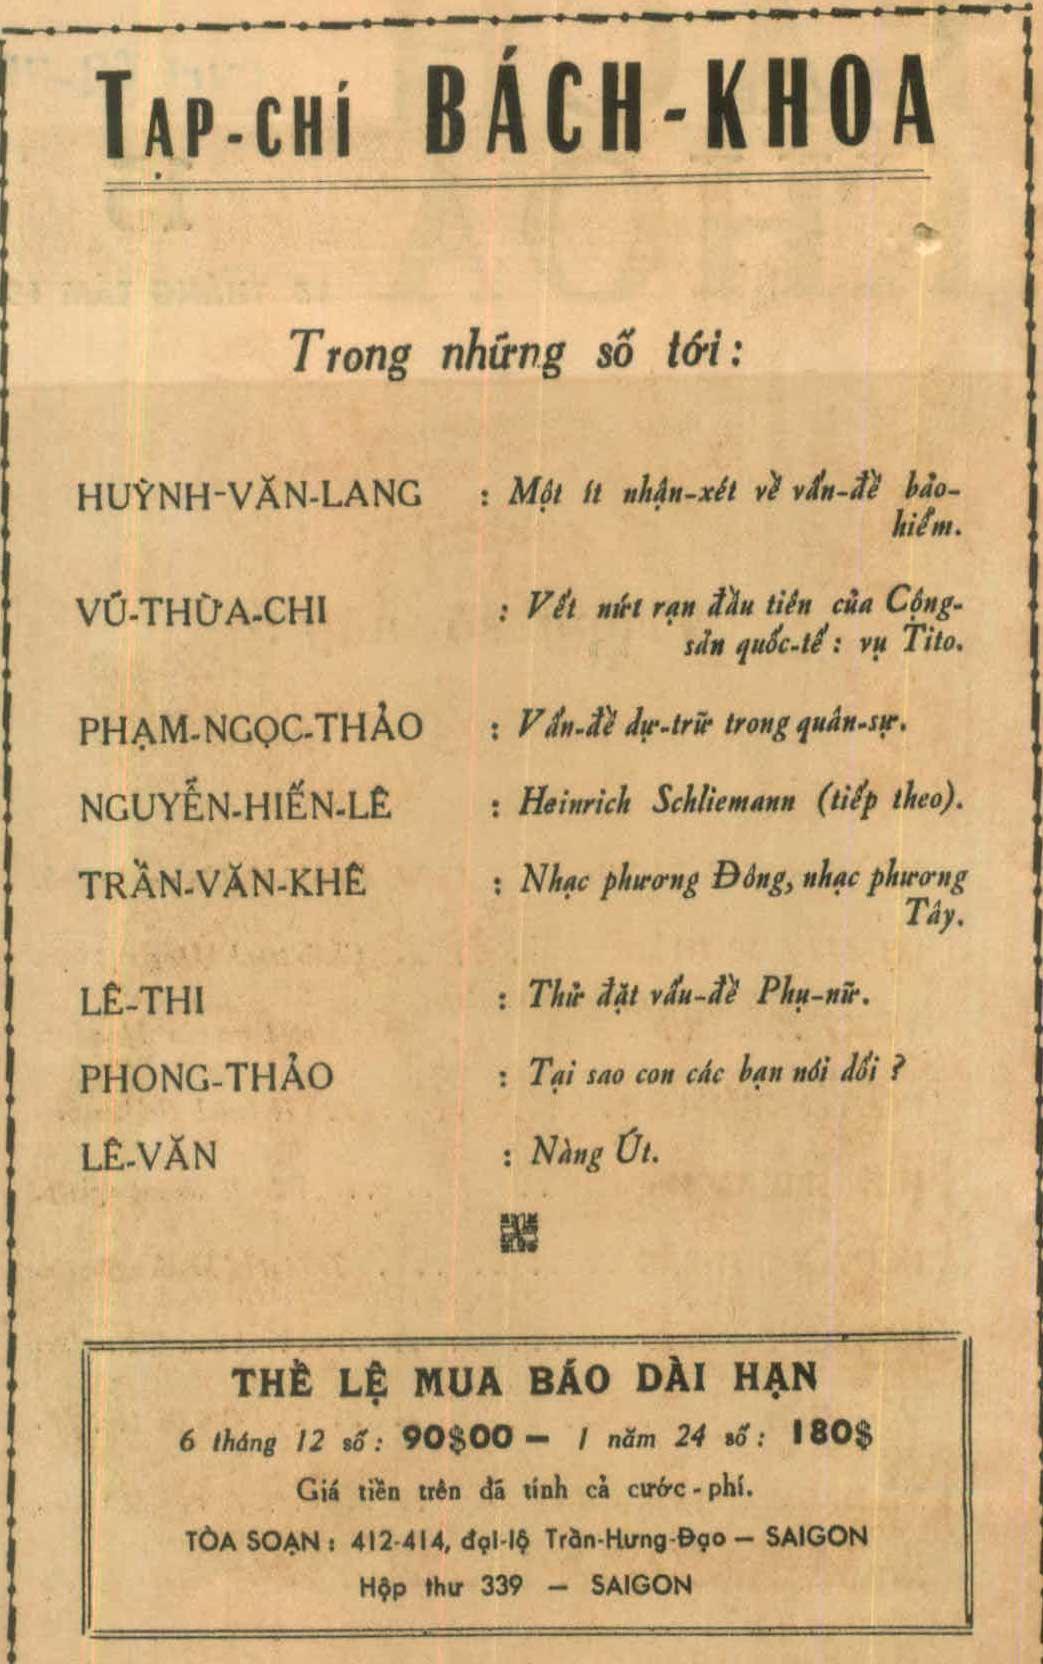 TẠP-CHÍ BÁCH-KHOA
Trong những số tới :
HUỲNH-VĂN-LANG : Một ít nhận-xét về vấn-đề bảo-
hiểm.
VŨ-THỪA-CHI : Vết nứt rạn đầu tiên của Cộng-
sản quốc-tế : vụ Tito.
PHẠM-NGỌC-THẢO : Vấn-đề dự-trữ trong quân-sự.
NGUYỄN-HIẾN-LÊ : Heinrich Schliemann (tiếp theo).
TRẦN-VĂN-KHÊ : Nhạc phương Đông, nhạc phương
Tây.
LÊ-THI : Thử đặt vấu-đề Phụ-nữ.
PHONG-THẢO : Tại sao con các bạn nói dối ?
LÊ-VĂN : Nàng Út.
THỀ LỆ MUA BÁO DÀI HẠN
6 tháng 12 số : 90$00 — 1 năm 24 số : 180$
Giá tiền trên đã tính cả cước - phí.
TÒA SOẠN : 412-414, đại-lộ Trần-Hưng-Đạo — SAIGON
Hộp thư 339 — SAIGON